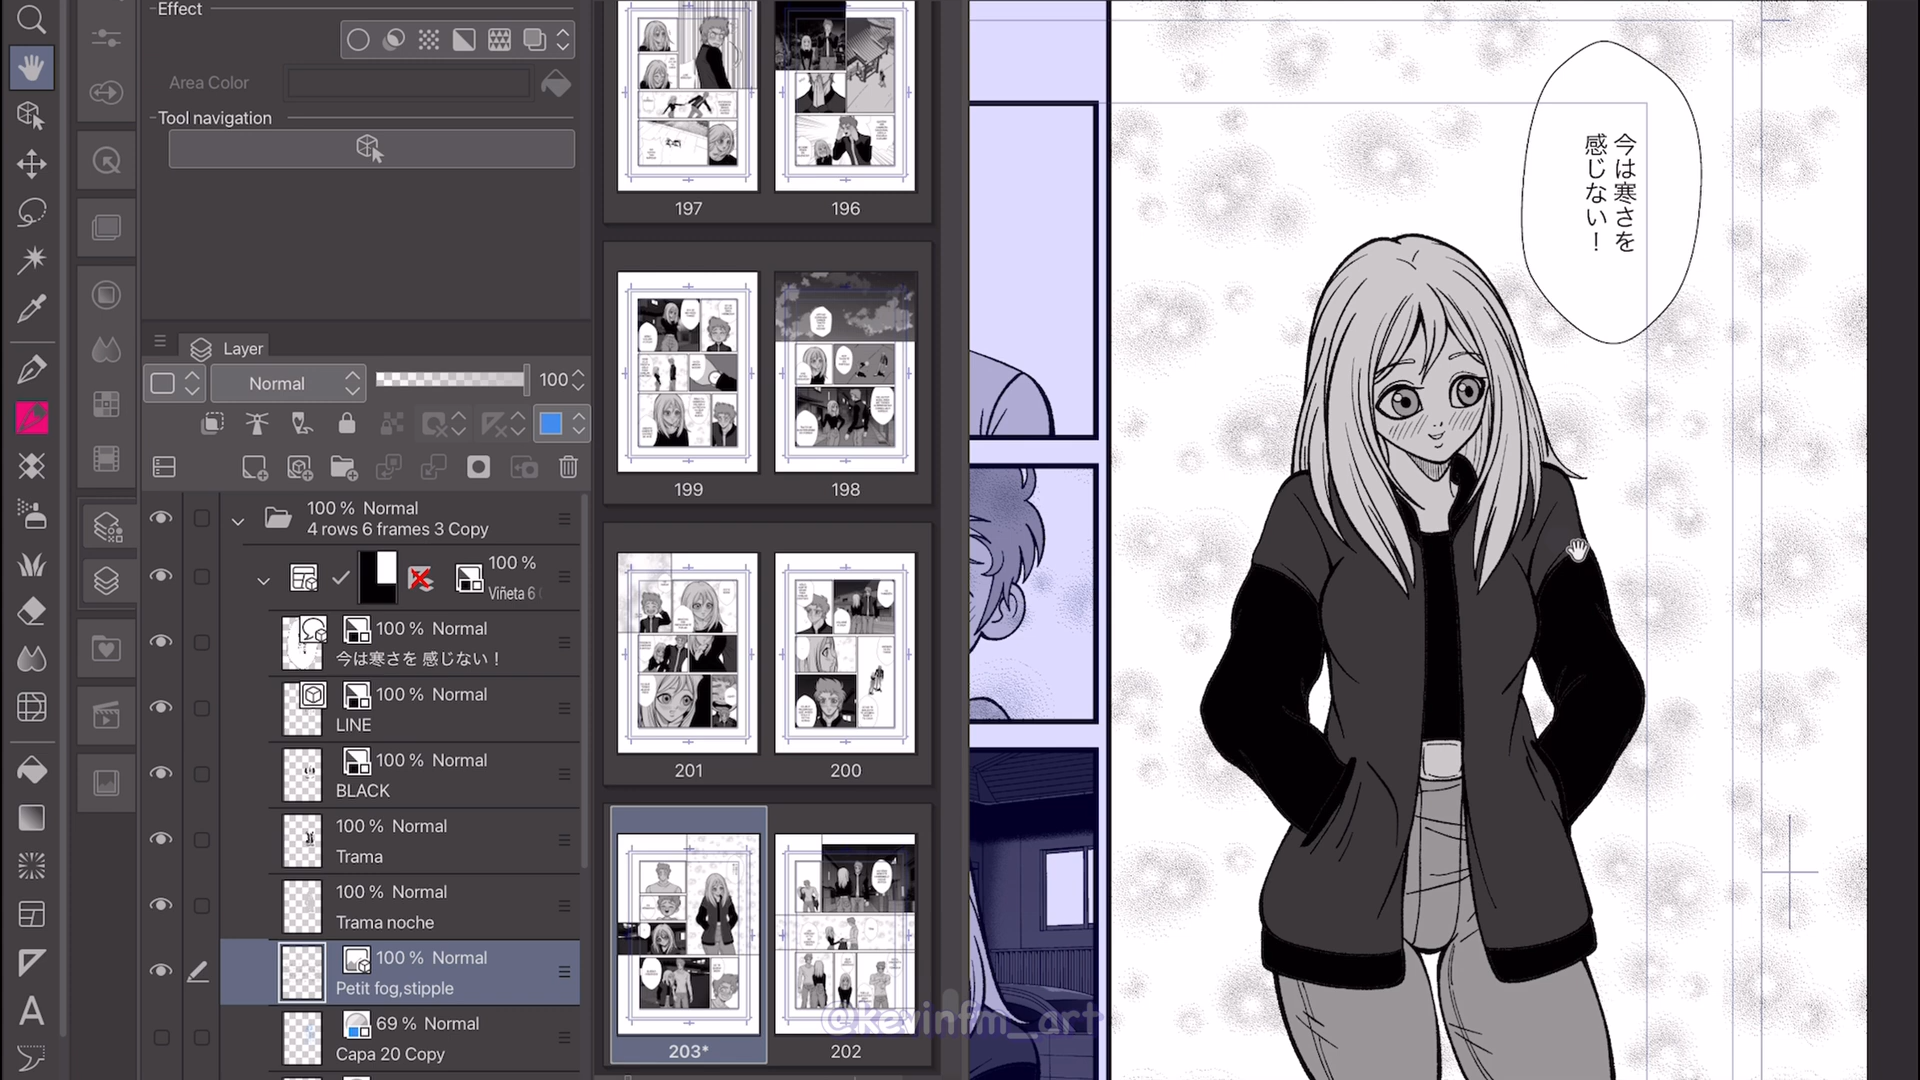 Effect
Area Color
Tool navigation
Layer
Normal
100
100 % Normal
4 rows 6 frames 3 Copy
100 %
Viñeta 6
100 % Normal
今は寒さを 感じない！
100 % Normal
LINE
100 % Normal
BLACK
100 % Normal
Trama
100 % Normal
Trama noche
100 % Normal
Petit fog,stipple
69 % Normal
Capa 20 Copy
197
196
199
198
201
200
203*
202
今は寒さを
感じない！
@kevinfm_art